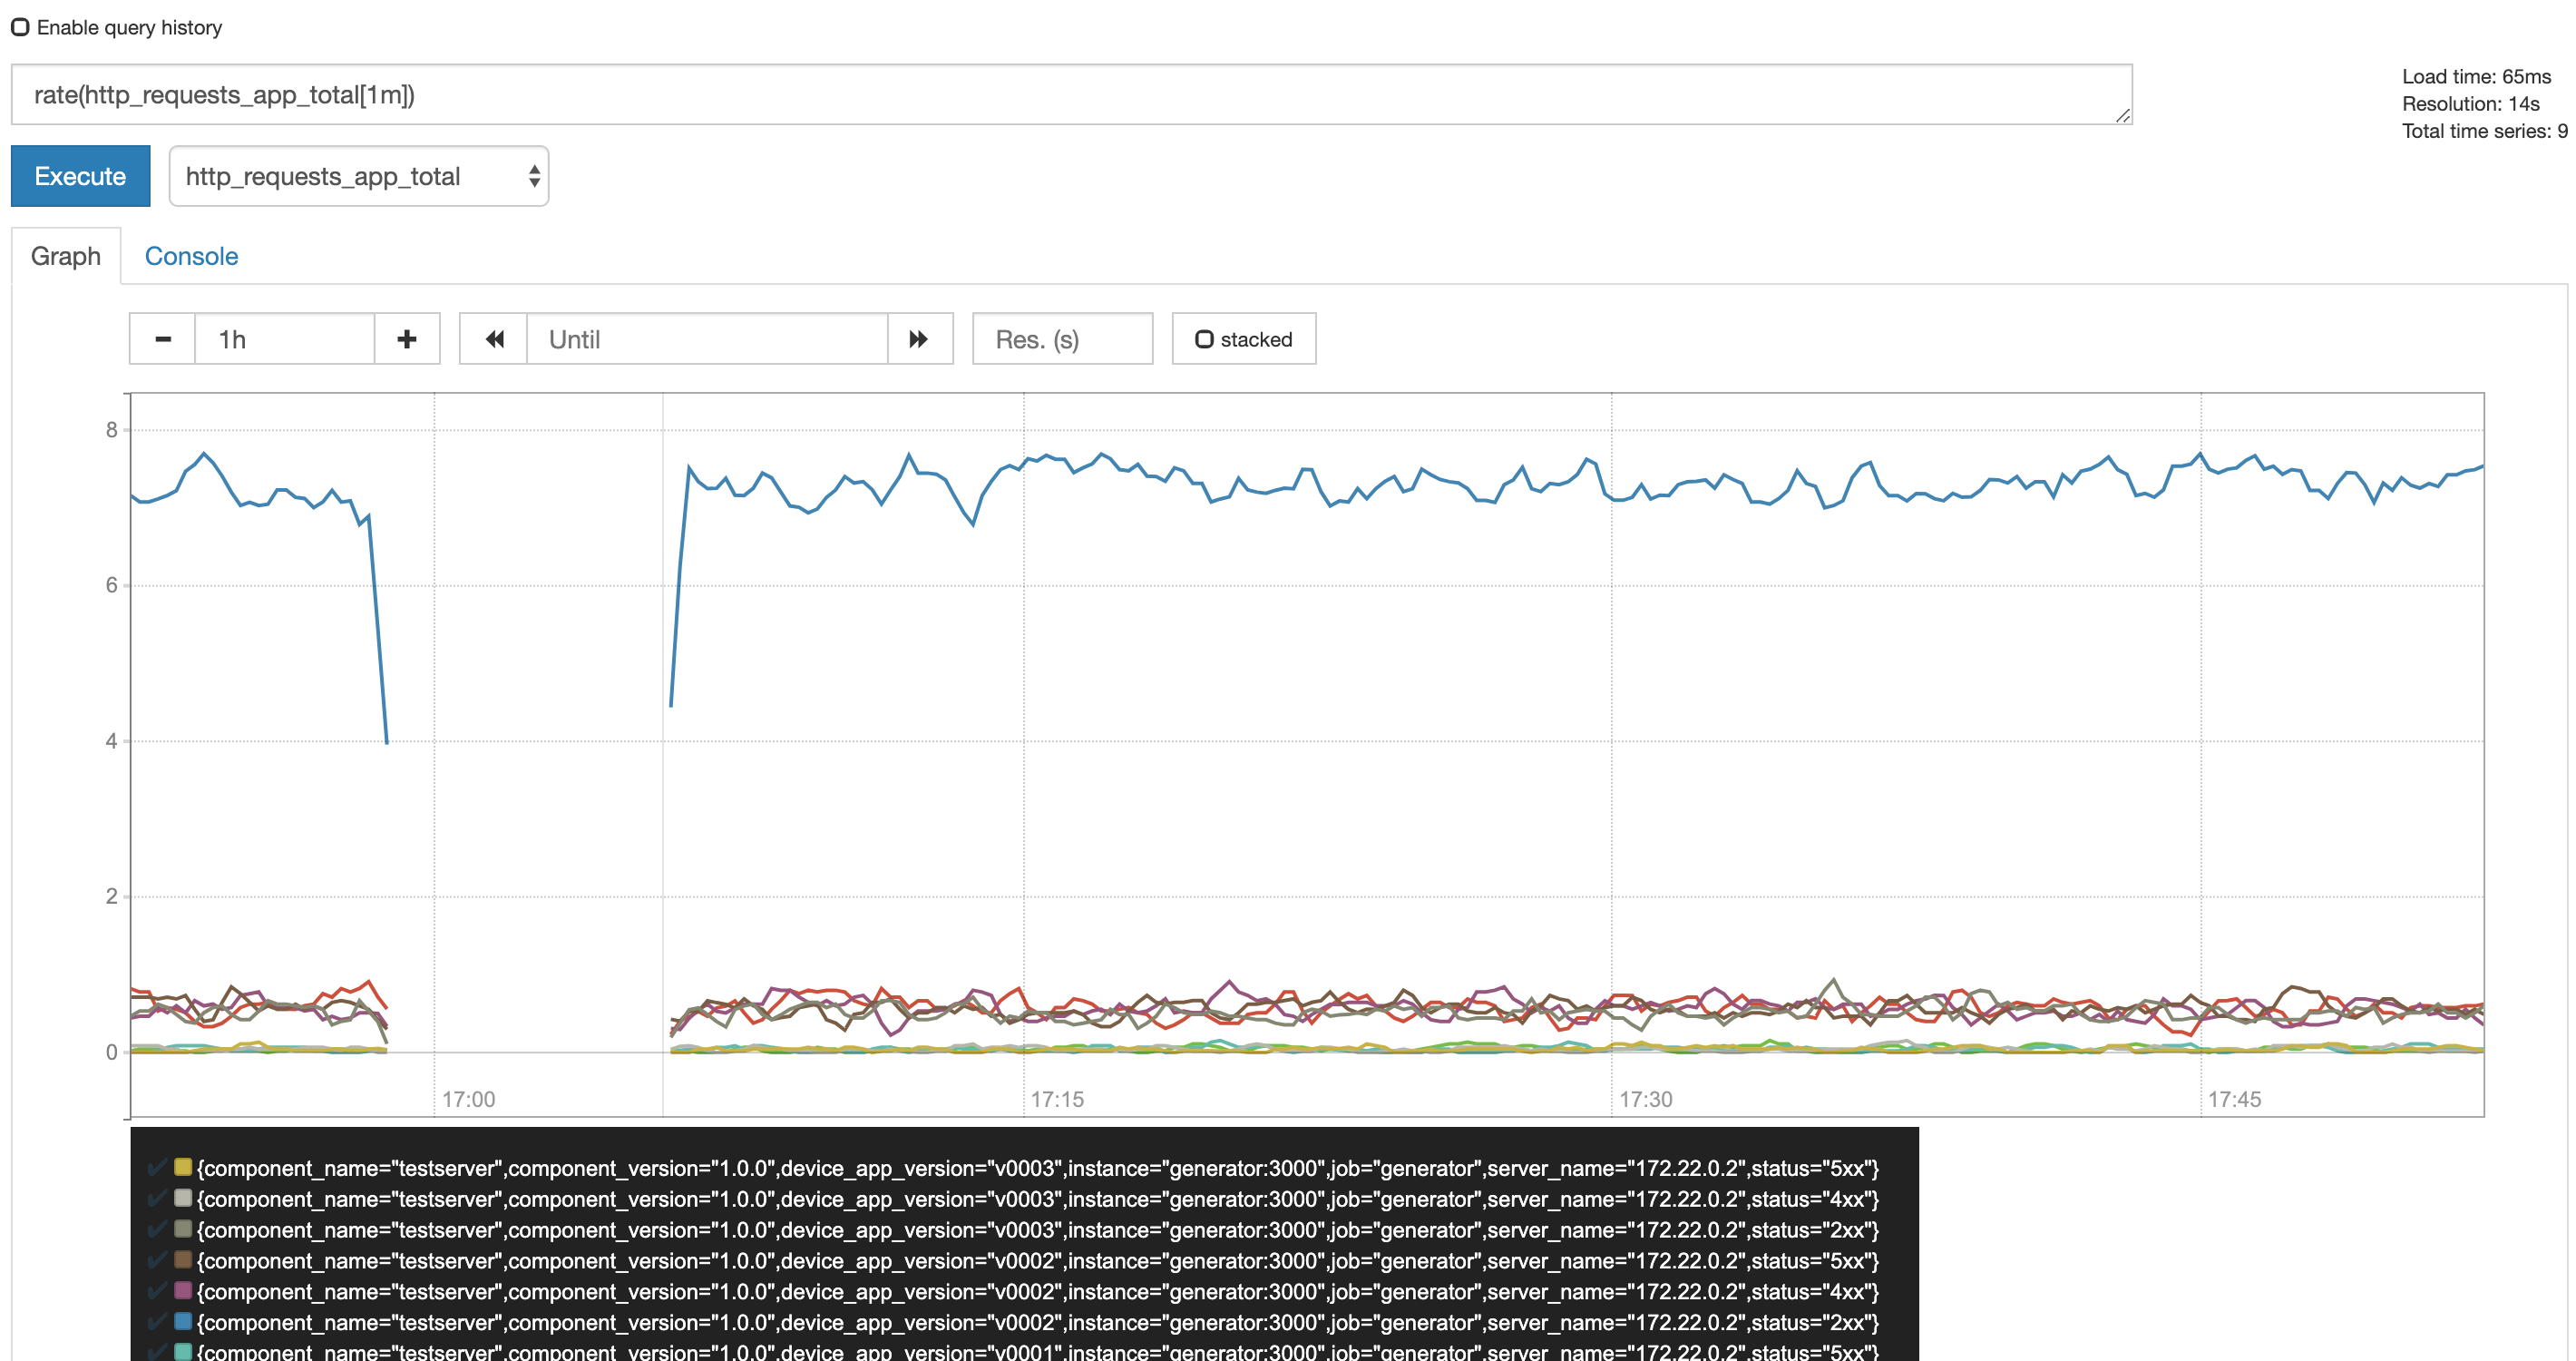 Enable query history
rate(http_requests_app_total[1m])
Load time: 65ms
Resolution: 14s
Total time series: 9
Execute
http_requests_app_total
Graph Console
1h Until Res. (s) stacked
8
6
4
2
0
17:00 17:15 17:30 17:45
{component_name="testserver",component_version="1.0.0",device_app_version="v0003",instance="generator:3000",job="generator",server_name="172.22.0.2",status="5xx"}
{component_name="testserver",component_version="1.0.0",device_app_version="v0003",instance="generator:3000",job="generator",server_name="172.22.0.2",status="4xx"}
{component_name="testserver",component_version="1.0.0",device_app_version="v0003",instance="generator:3000",job="generator",server_name="172.22.0.2",status="2xx"}
{component_name="testserver",component_version="1.0.0",device_app_version="v0002",instance="generator:3000",job="generator",server_name="172.22.0.2",status="5xx"}
{component_name="testserver",component_version="1.0.0",device_app_version="v0002",instance="generator:3000",job="generator",server_name="172.22.0.2",status="4xx"}
{component_name="testserver",component_version="1.0.0",device_app_version="v0002",instance="generator:3000",job="generator",server_name="172.22.0.2",status="2xx"}
{component_name="testserver",component_version="1.0.0",device_app_version="v0001",instance="generator:3000",job="generator",server_name="172.22.0.2",status="5xx"}